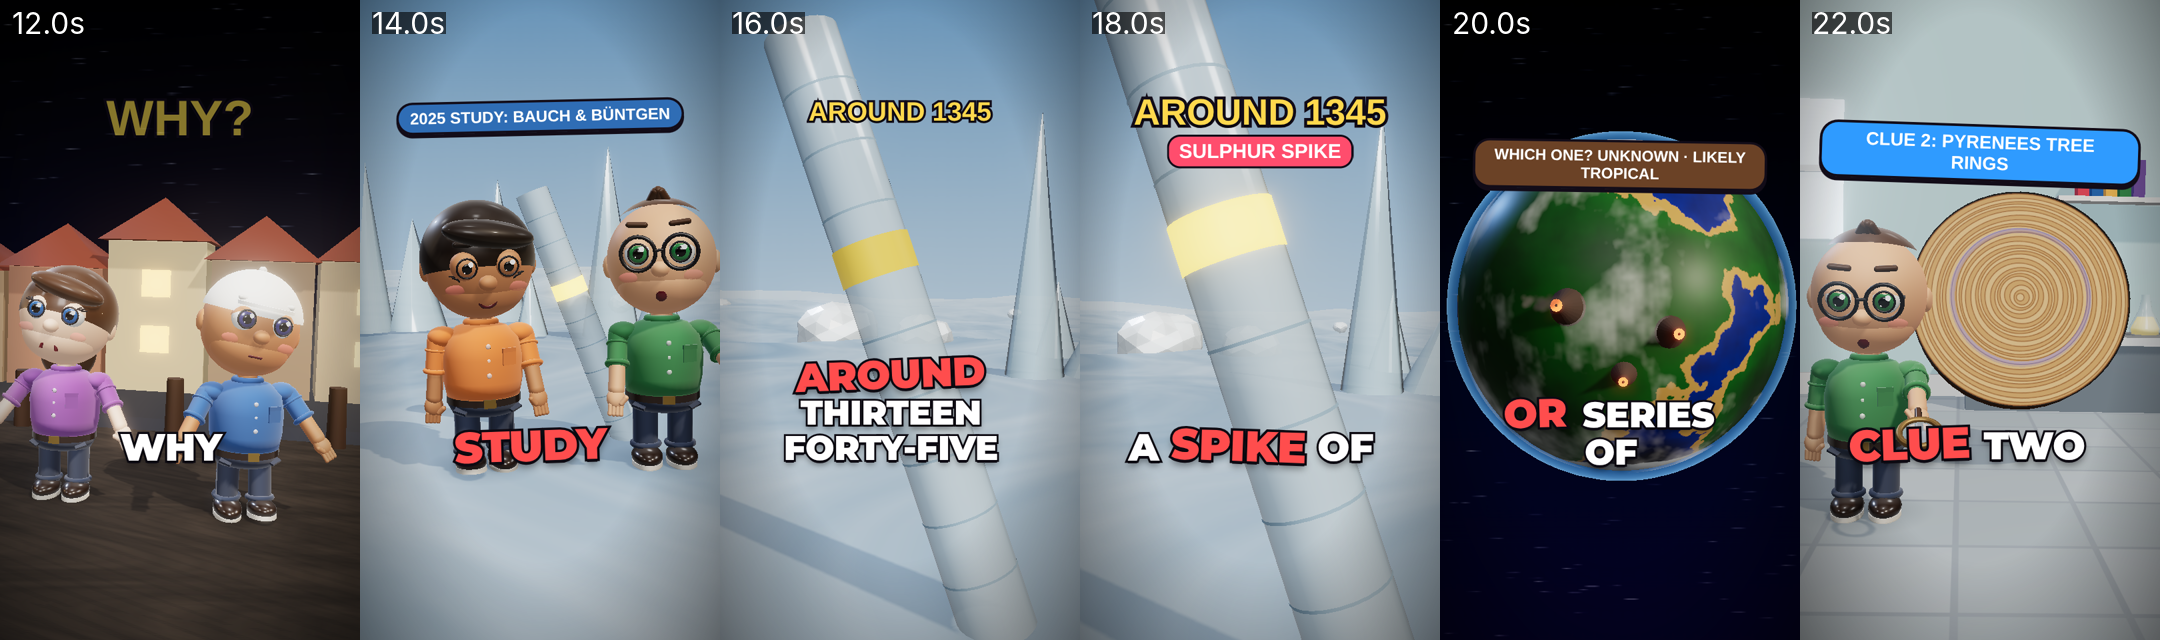 12.0s
WHY?
WHY
14.0s
2025 STUDY: BAUCH & BÜNTGEN
STUDY
16.0s
AROUND 1345
AROUND
THIRTEEN
FORTY-FIVE
18.0s
AROUND 1345
SULPHUR SPIKE
A SPIKE OF
20.0s
WHICH ONE? UNKNOWN · LIKELY
TROPICAL
OR SERIES
OF
22.0s
CLUE 2: PYRENEES TREE
RINGS
CLUE TWO